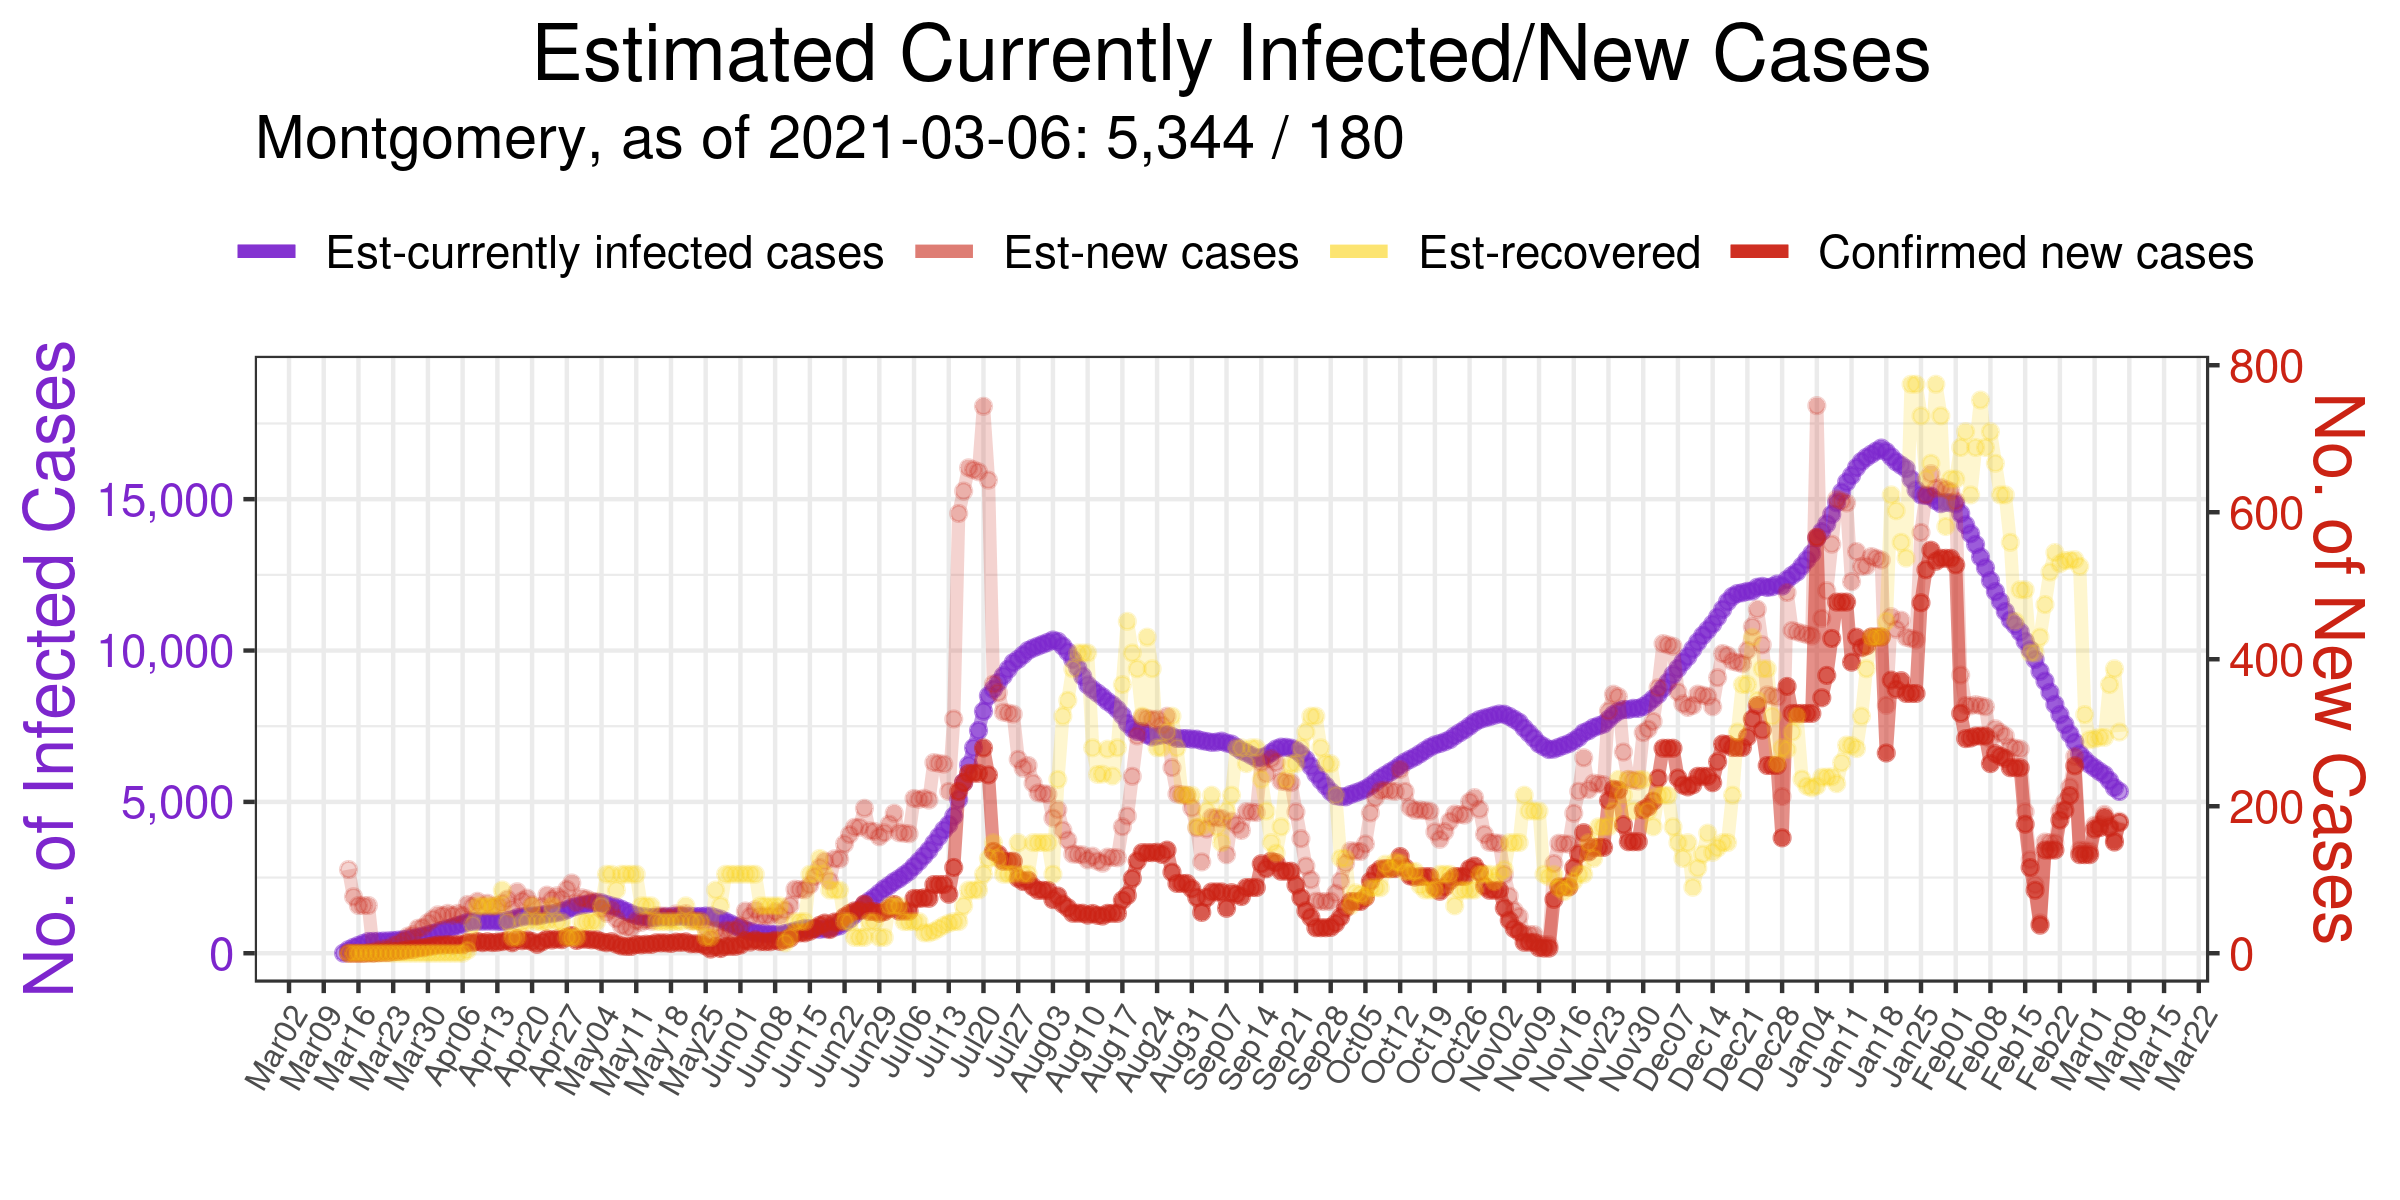 Estimated Currently Infected/New Cases
Montgomery, as of 2021-03-06: 5,344 / 180
Est-currently infected cases Est-new cases Est-recovered Confirmed new cases
No. of Infected Cases
15,000
10,000
5,000
0
800
600
400
200
0
No. of New Cases
Mar02 Mar09 Mar16 Mar23 Mar30 Apr06 Apr13 Apr20 Apr27 May04 May11 May18 May25 Jun01 Jun08 Jun15 Jun22 Jun29 Jul06 Jul13 Jul20 Jul27 Aug03 Aug10 Aug17 Aug24 Aug31 Sep07 Sep14 Sep21 Sep28 Oct05 Oct12 Oct19 Oct26 Nov02 Nov09 Nov16 Nov23 Nov30 Dec07 Dec14 Dec21 Dec28 Jan04 Jan11 Jan18 Jan25 Feb01 Feb08 Feb15 Feb22 Mar01 Mar08 Mar15 Mar22